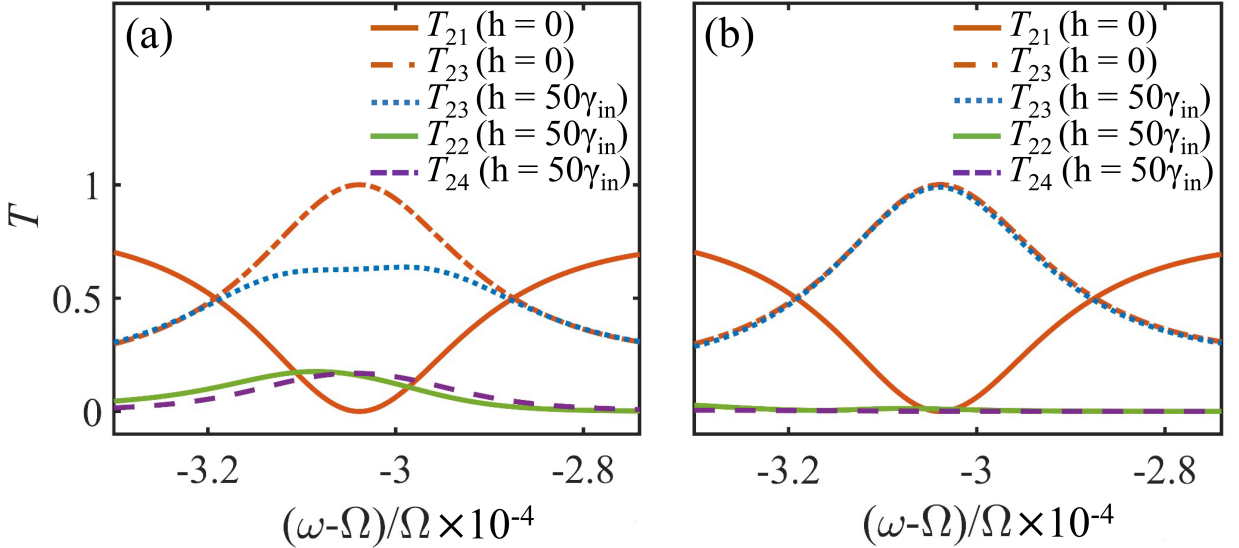 (a)
T21 (h = 0)
T23 (h = 0)
T23 (h = 50γin)
T22 (h = 50γin)
T24 (h = 50γin)
T
1
0.5
0
-3.2
-3
-2.8
(ω-Ω)/Ω×10-4
(b)
T21 (h = 0)
T23 (h = 0)
T23 (h = 50γin)
T22 (h = 50γin)
T24 (h = 50γin)
-3.2
-3
-2.8
(ω-Ω)/Ω×10-4